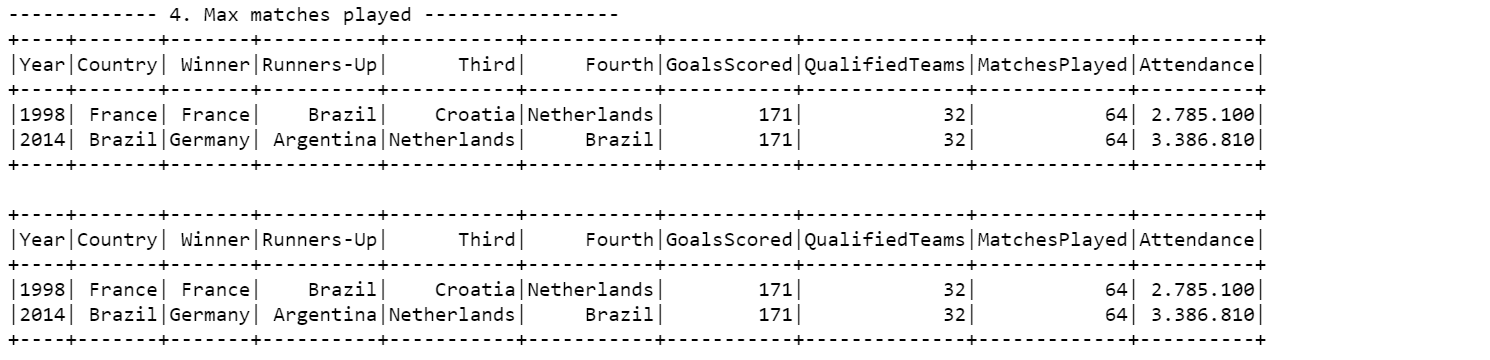 ------------- 4. Max matches played -----------------
+----+-------+-------+----------+-----------+-----------+-----------+--------------+-------------+----------+
|Year|Country| Winner|Runners-Up|      Third|     Fourth|GoalsScored|QualifiedTeams|MatchesPlayed|Attendance|
+----+-------+-------+----------+-----------+-----------+-----------+--------------+-------------+----------+
|1998| France| France|    Brazil|    Croatia|Netherlands|        171|            32|           64| 2.785.100|
|2014| Brazil|Germany| Argentina|Netherlands|     Brazil|        171|            32|           64| 3.386.810|
+----+-------+-------+----------+-----------+-----------+-----------+--------------+-------------+----------+

+----+-------+-------+----------+-----------+-----------+-----------+--------------+-------------+----------+
|Year|Country| Winner|Runners-Up|      Third|     Fourth|GoalsScored|QualifiedTeams|MatchesPlayed|Attendance|
+----+-------+-------+----------+-----------+-----------+-----------+--------------+-------------+----------+
|1998| France| France|    Brazil|    Croatia|Netherlands|        171|            32|           64| 2.785.100|
|2014| Brazil|Germany| Argentina|Netherlands|     Brazil|        171|            32|           64| 3.386.810|
+----+-------+-------+----------+-----------+-----------+-----------+--------------+-------------+----------+